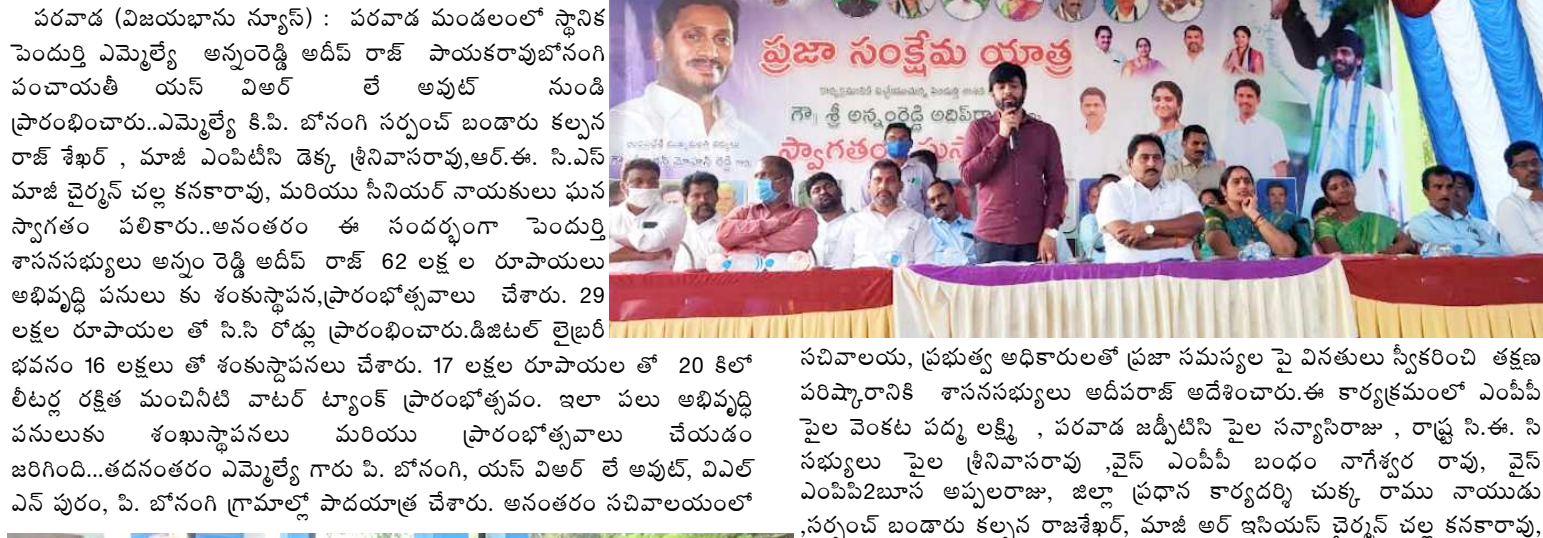 పరవాడ (విజయభాను న్యూస్) : పరవాడ మండలంలో స్థానిక
పెందుర్తి ఎమ్మెల్యే అన్నంరెడ్డి అదీప్ రాజ్ పాయకరావుబోనంగి
పంచాయతీ యస్ విఅర్ లే అవుట్ నుండి
ప్రారంభించారు..ఎమ్మెల్యే కి.పి. బోనంగి సర్పంచ్ బండారు కల్పన
రాజ్ శేఖర్ , మాజీ ఎంపిటీసి డెక్క శ్రీనివాసరావు,ఆర్.ఈ. సి.ఎస్
మాజీ చైర్మన్ చల్ల కనకారావు, మరియు సీనియర్ నాయకులు ఘన
స్వాగతం పలికారు..అనంతరం ఈ సందర్భంగా పెందుర్తి
శాసనసభ్యులు అన్నం రెడ్డి అదీప్ రాజ్ 62 లక్ష ల రూపాయలు
అభివృద్ధి పనులు కు శంకుస్థాపన,ప్రారంభోత్సవాలు చేశారు. 29
లక్షల రూపాయల తో సి.సి రోడ్లు ప్రారంభించారు.డిజిటల్ లైబ్రరీ
భవనం 16 లక్షలు తో శంకుస్దాపనలు చేశారు. 17 లక్షల రూపాయల తో 20 కిలో
లీటర్ల రక్షిత మంచినీటి వాటర్ ట్యాంక్ ప్రారంభోత్సవం. ఇలా పలు అభివృద్ధి
పనులుకు శంఖుస్థాపనలు మరియు ప్రారంభోత్సవాలు చేయడం
జరిగింది...తదనంతరం ఎమ్మెల్యే గారు పి. బోనంగి, యస్ విఅర్ లే అవుట్, విఎల్
ఎన్ పురం, పి. బోనంగి గ్రామాల్లో పాదయాత్ర చేశారు. అనంతరం సచివాలయంలో
ప్రజా సంక్షేమ యాత్ర
గౌ| శ్రీ అన్నంరెడ్డి అదీప్‌రా
స్వాగతం
మోహన్ రెడ్డి
సచివాలయ, ప్రభుత్వ అధికారులతో ప్రజా సమస్యల పై వినతులు స్వీకరించి తక్షణ
పరిష్కారానికి శాసనసభ్యులు అదీపరాజ్ అదేశించారు.ఈ కార్యక్రమంలో ఎంపీపీ
పైల వెంకట పద్మ లక్ష్మి , పరవాడ జడ్పీటిసి పైల సన్యాసిరాజు , రాష్ట్ర సి.ఈ. సి
సభ్యులు పైల శ్రీనివాసరావు ,వైస్ ఎంపీపీ బంధం నాగేశ్వర రావు, వైస్
ఎంపిపి2బూస అప్పలరాజు, జిల్లా ప్రధాన కార్యదర్శి చుక్క రాము నాయుడు
,సర్పంచ్ బండారు కల్పన రాజశేఖర్, మాజీ అర్ ఇసియస్ చైర్మన్ చల్ల కనకారావు,